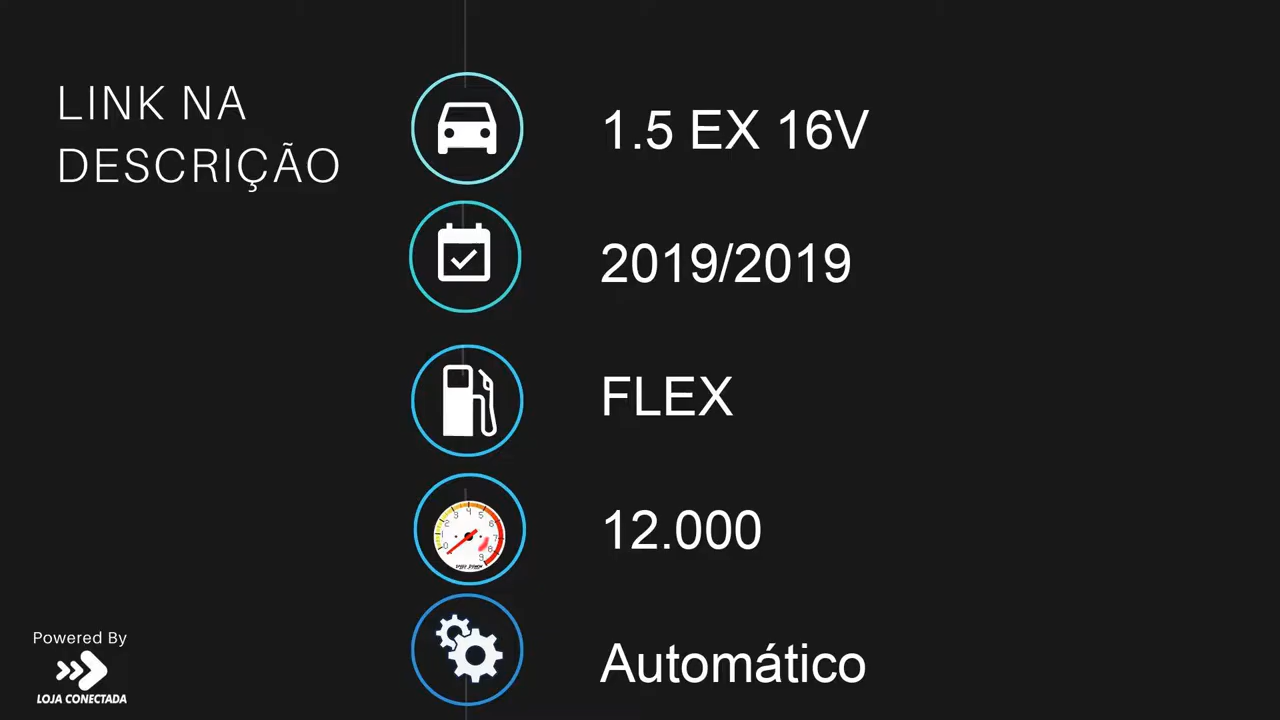 LINK NA
DESCRIÇÃO
1.5 EX 16V
2019/2019
FLEX
12.000
Automático
Powered By
LOJA CONECTADA